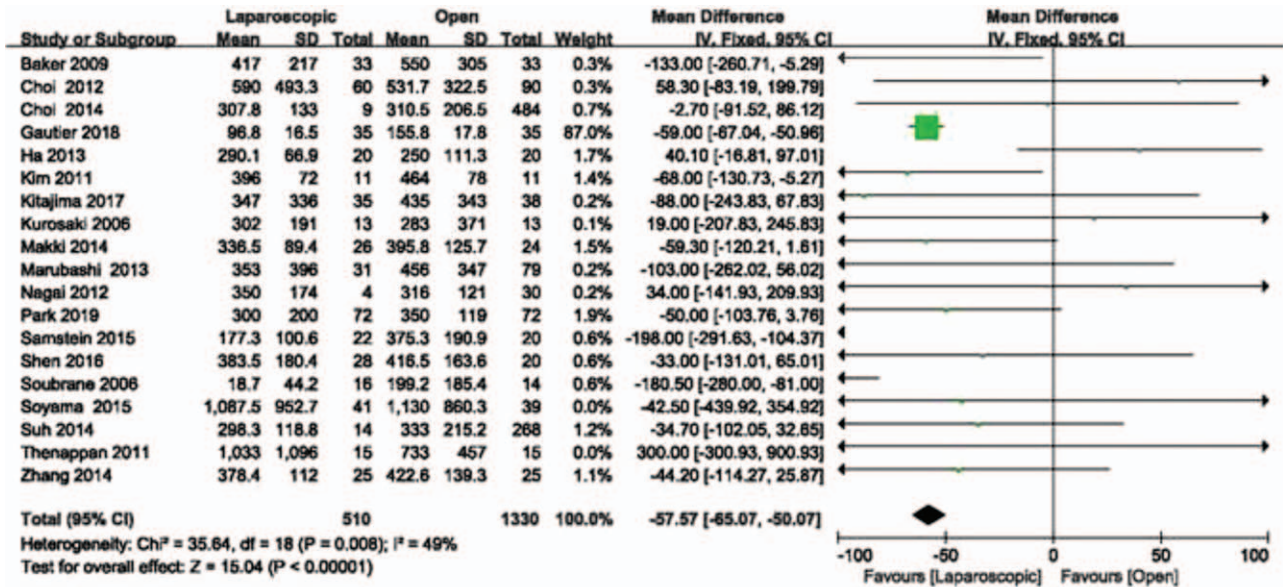 Laparoscopic Open Mean Difference Mean Difference
Study or Subgroup Mean SD Total Mean SD Total Weight IV, Fixed, 95% CI IV, Fixed, 95% CI
Baker 2009 417 217 33 550 305 33 0.3% -133.00 [-260.71, -5.29]
Choi 2012 590 493.3 60 531.7 322.5 90 0.3% 58.30 [-83.19, 199.79]
Choi 2014 307.8 133 9 310.5 206.5 484 0.7% -2.70 [-91.52, 86.12]
Gautier 2018 96.8 16.5 35 155.8 17.8 35 87.0% -59.00 [-67.04, -50.96]
Ha 2013 290.1 66.9 20 250 111.3 20 1.7% 40.10 [-16.81, 97.01]
Kim 2011 396 72 11 464 78 11 1.4% -68.00 [-130.73, -5.27]
Kitajima 2017 347 336 35 435 343 38 0.2% -88.00 [-243.83, 67.83]
Kurosaki 2006 302 191 13 283 371 13 0.1% 19.00 [-207.83, 245.83]
Makki 2014 336.5 89.4 26 395.8 125.7 24 1.5% -59.30 [-120.21, 1.61]
Marubashi 2013 353 396 31 456 347 79 0.2% -103.00 [-262.02, 56.02]
Nagai 2012 350 174 4 316 121 30 0.2% 34.00 [-141.93, 209.93]
Park 2019 300 200 72 350 119 72 1.9% -50.00 [-103.76, 3.76]
Samstein 2015 177.3 100.6 22 375.3 190.9 20 0.6% -198.00 [-291.63, -104.37]
Shen 2016 383.5 180.4 28 416.5 163.6 20 0.6% -33.00 [-131.01, 65.01]
Soubrane 2006 18.7 44.2 16 199.2 185.4 14 0.6% -180.50 [-280.00, -81.00]
Soyama 2015 1,087.5 952.7 41 1,130 860.3 39 0.0% -42.50 [-439.92, 354.92]
Suh 2014 298.3 118.8 14 333 215.2 268 1.2% -34.70 [-102.05, 32.65]
Thenappan 2011 1,033 1,096 15 733 457 15 0.0% 300.00 [-300.93, 900.93]
Zhang 2014 378.4 112 25 422.6 139.3 25 1.1% -44.20 [-114.27, 25.87]
Total (95% CI) 510 1330 100.0% -57.57 [-65.07, -50.07]
Heterogeneity: Chi² = 35.64, df = 18 (P = 0.008); I² = 49%
Test for overall effect: Z = 15.04 (P < 0.00001)
-100 -50 0 50 100
Favours [Laparoscopic] Favours [Open]